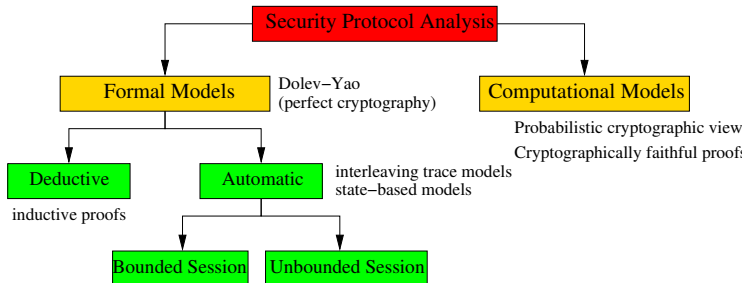 Security Protocol Analysis
Formal Models
Dolev−Yao
(perfect cryptography)
Computational Models
Probabilistic cryptographic view
Cryptographically faithful proofs
Deductive
inductive proofs
Automatic
interleaving trace models
state−based models
Bounded Session
Unbounded Session